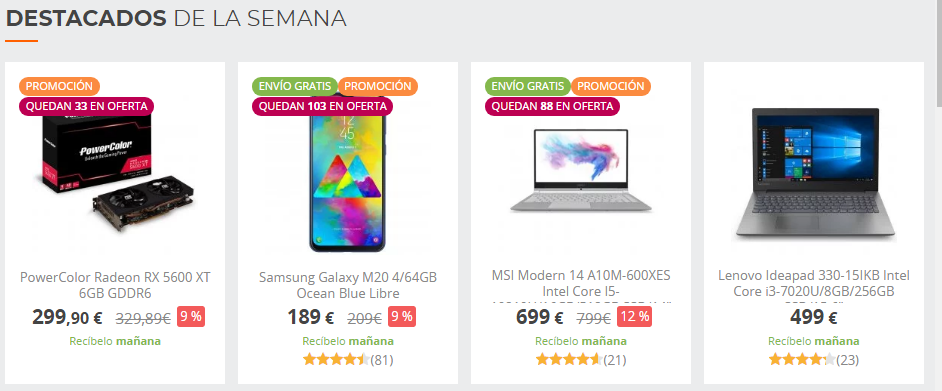 DESTACADOS DE LA SEMANA
PROMOCIÓN
QUEDAN 33 EN OFERTA
POWERCOLOR
PowerColor Radeon RX 5600 XT
6GB GDDR6
299,90 € 329,89€ 9 %
Recíbelo mañana
ENVÍO GRATIS PROMOCIÓN
QUEDAN 103 EN OFERTA
12:45
Samsung Galaxy M20 4/64GB
Ocean Blue Libre
189 € 209€ 9 %
Recíbelo mañana
(81)
ENVÍO GRATIS PROMOCIÓN
QUEDAN 88 EN OFERTA
MSI Modern 14 A10M-600XES
Intel Core I5-
699 € 799€ 12 %
Recíbelo mañana
(21)
Lenovo Ideapad 330-15IKB Intel
Core i3-7020U/8GB/256GB
499 €
Recíbelo mañana
(23)